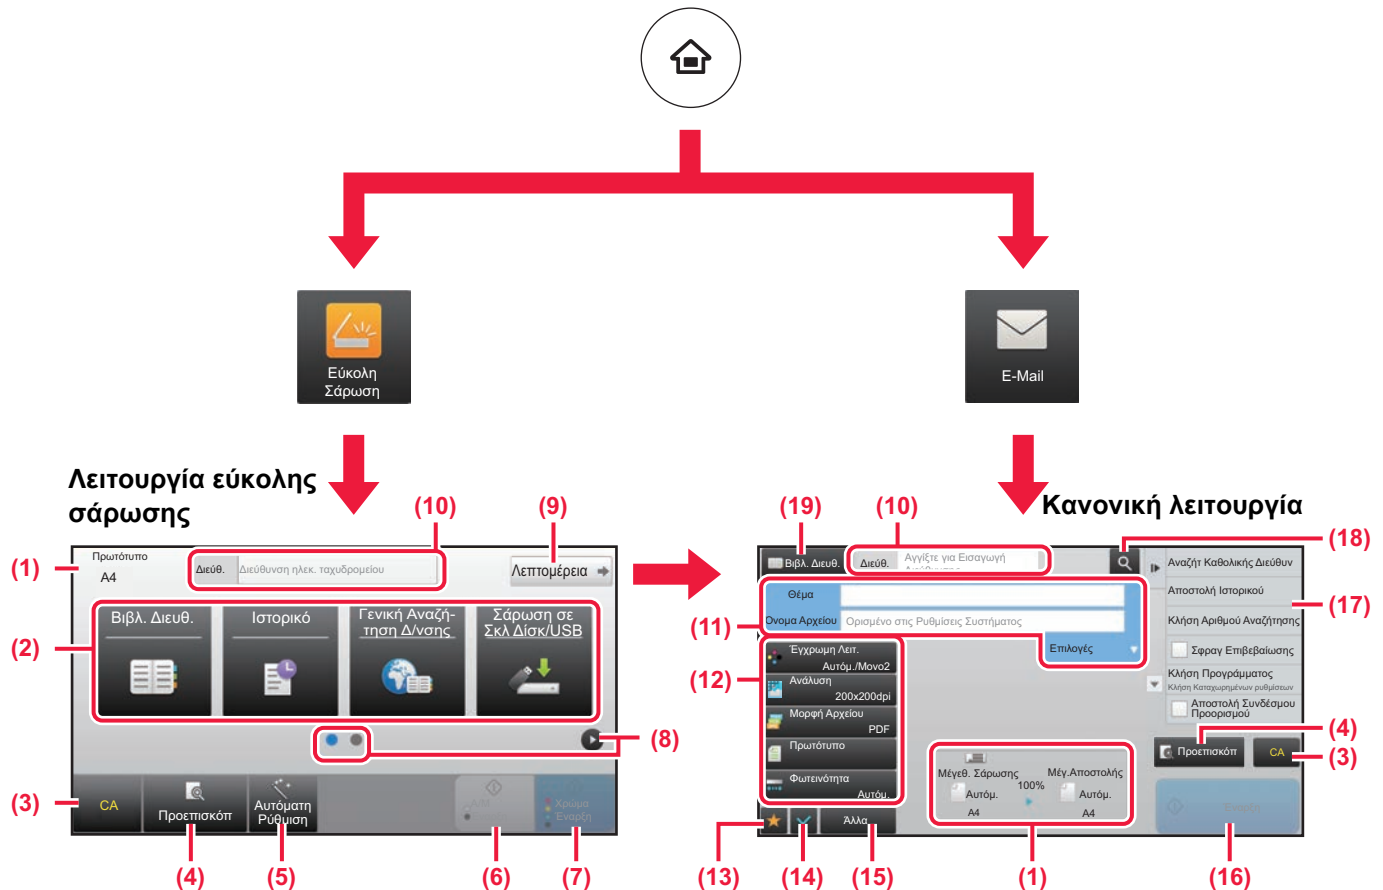 Εύκολη
Σάρωση
E-Mail
Λειτουργία εύκολης
σάρωσης
Κανονική λειτουργία
(10)
(9)
(19)
(10)
(18)
(1)
Πρωτότυπο
A4
Διεύθ.
Διεύθυνση ηλεκ. ταχυδρομείου
Λεπτομέρεια
(2)
Βιβλ. Διευθ.
Ιστορικό
Γενική Αναζή-
τηση Δ/νσης
Σάρωση σε
Σκλ Δίσκ/USB
(8)
(3)
CA
Προεπισκόπ
Αυτόματη
Ρύθμιση
Χρώμα
Έναρξη
(4)
(5)
(6)
(7)
Βιβλ. Διευθ.
Διεύθ.
Αγγίξτε για Εισαγωγή
Αναζήτ Καθολικής Διεύθυν
Αποστολή Ιστορικού
(17)
Κλήση Αριθμού Αναζήτησης
Σφραγ Επιβεβαίωσης
Κλήση Προγράμματος
Κλήση Καταχωρημένων ρυθμίσεων
Αποστολή Συνδέσμου
Προορισμού
(11)
Θέμα
Όνομα Αρχείου
Ορισμένο στις Ρυθμίσεις Συστήματος
Επιλογές
(12)
Έγχρωμη Λειτ.
Αυτόμ./Μονο2
Ανάλυση
200x200dpi
Μορφή Αρχείου
PDF
Πρωτότυπο
Φωτεινότητα
Αυτόμ.
Μέγεθ. Σάρωσης
100%
Μέγ.Αποστολής
Αυτόμ.
Αυτόμ.
A4
A4
(4)
Προεπισκόπ
CA
(3)
Έναρξη
Άλλα
(13)
(14)
(15)
(1)
(16)